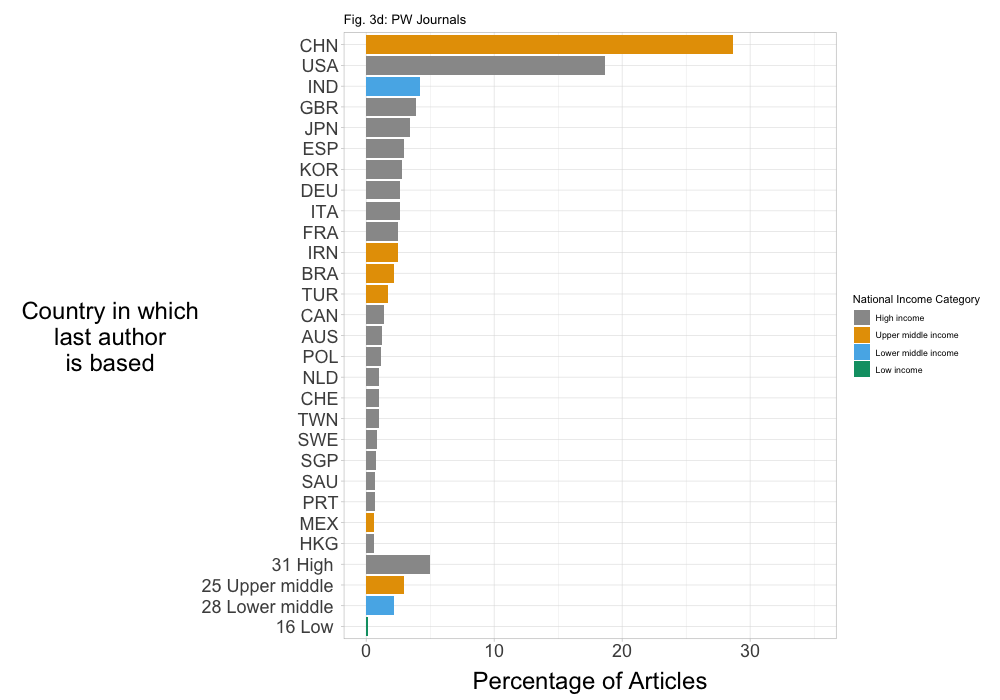 Fig. 3d: PW Journals
CHN
USA
IND
GBR
JPN
ESP
KOR
DEU
ITA
FRA
IRN
BRA
TUR
CAN
AUS
POL
NLD
CHE
TWN
SWE
SGP
SAU
PRT
MEX
HKG
31 High
25 Upper middle
28 Lower middle
16 Low
Country in which
last author
is based
0 10 20 30
Percentage of Articles
National Income Category
High income
Upper middle income
Lower middle income
Low income